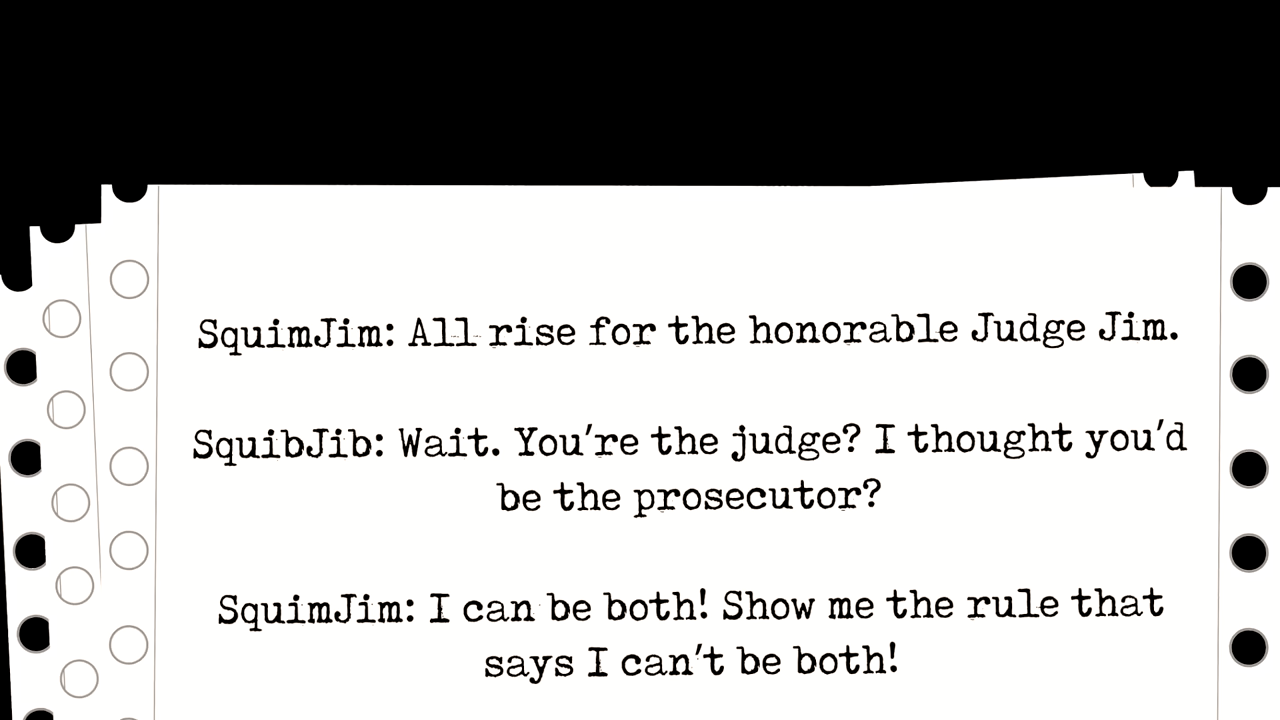 SquimJim: All rise for the honorable Judge Jim.
SquibJib: Wait. You're the judge? I thought you'd
be the prosecutor?
SquimJim: I can be both! Show me the rule that
says I can't be both!